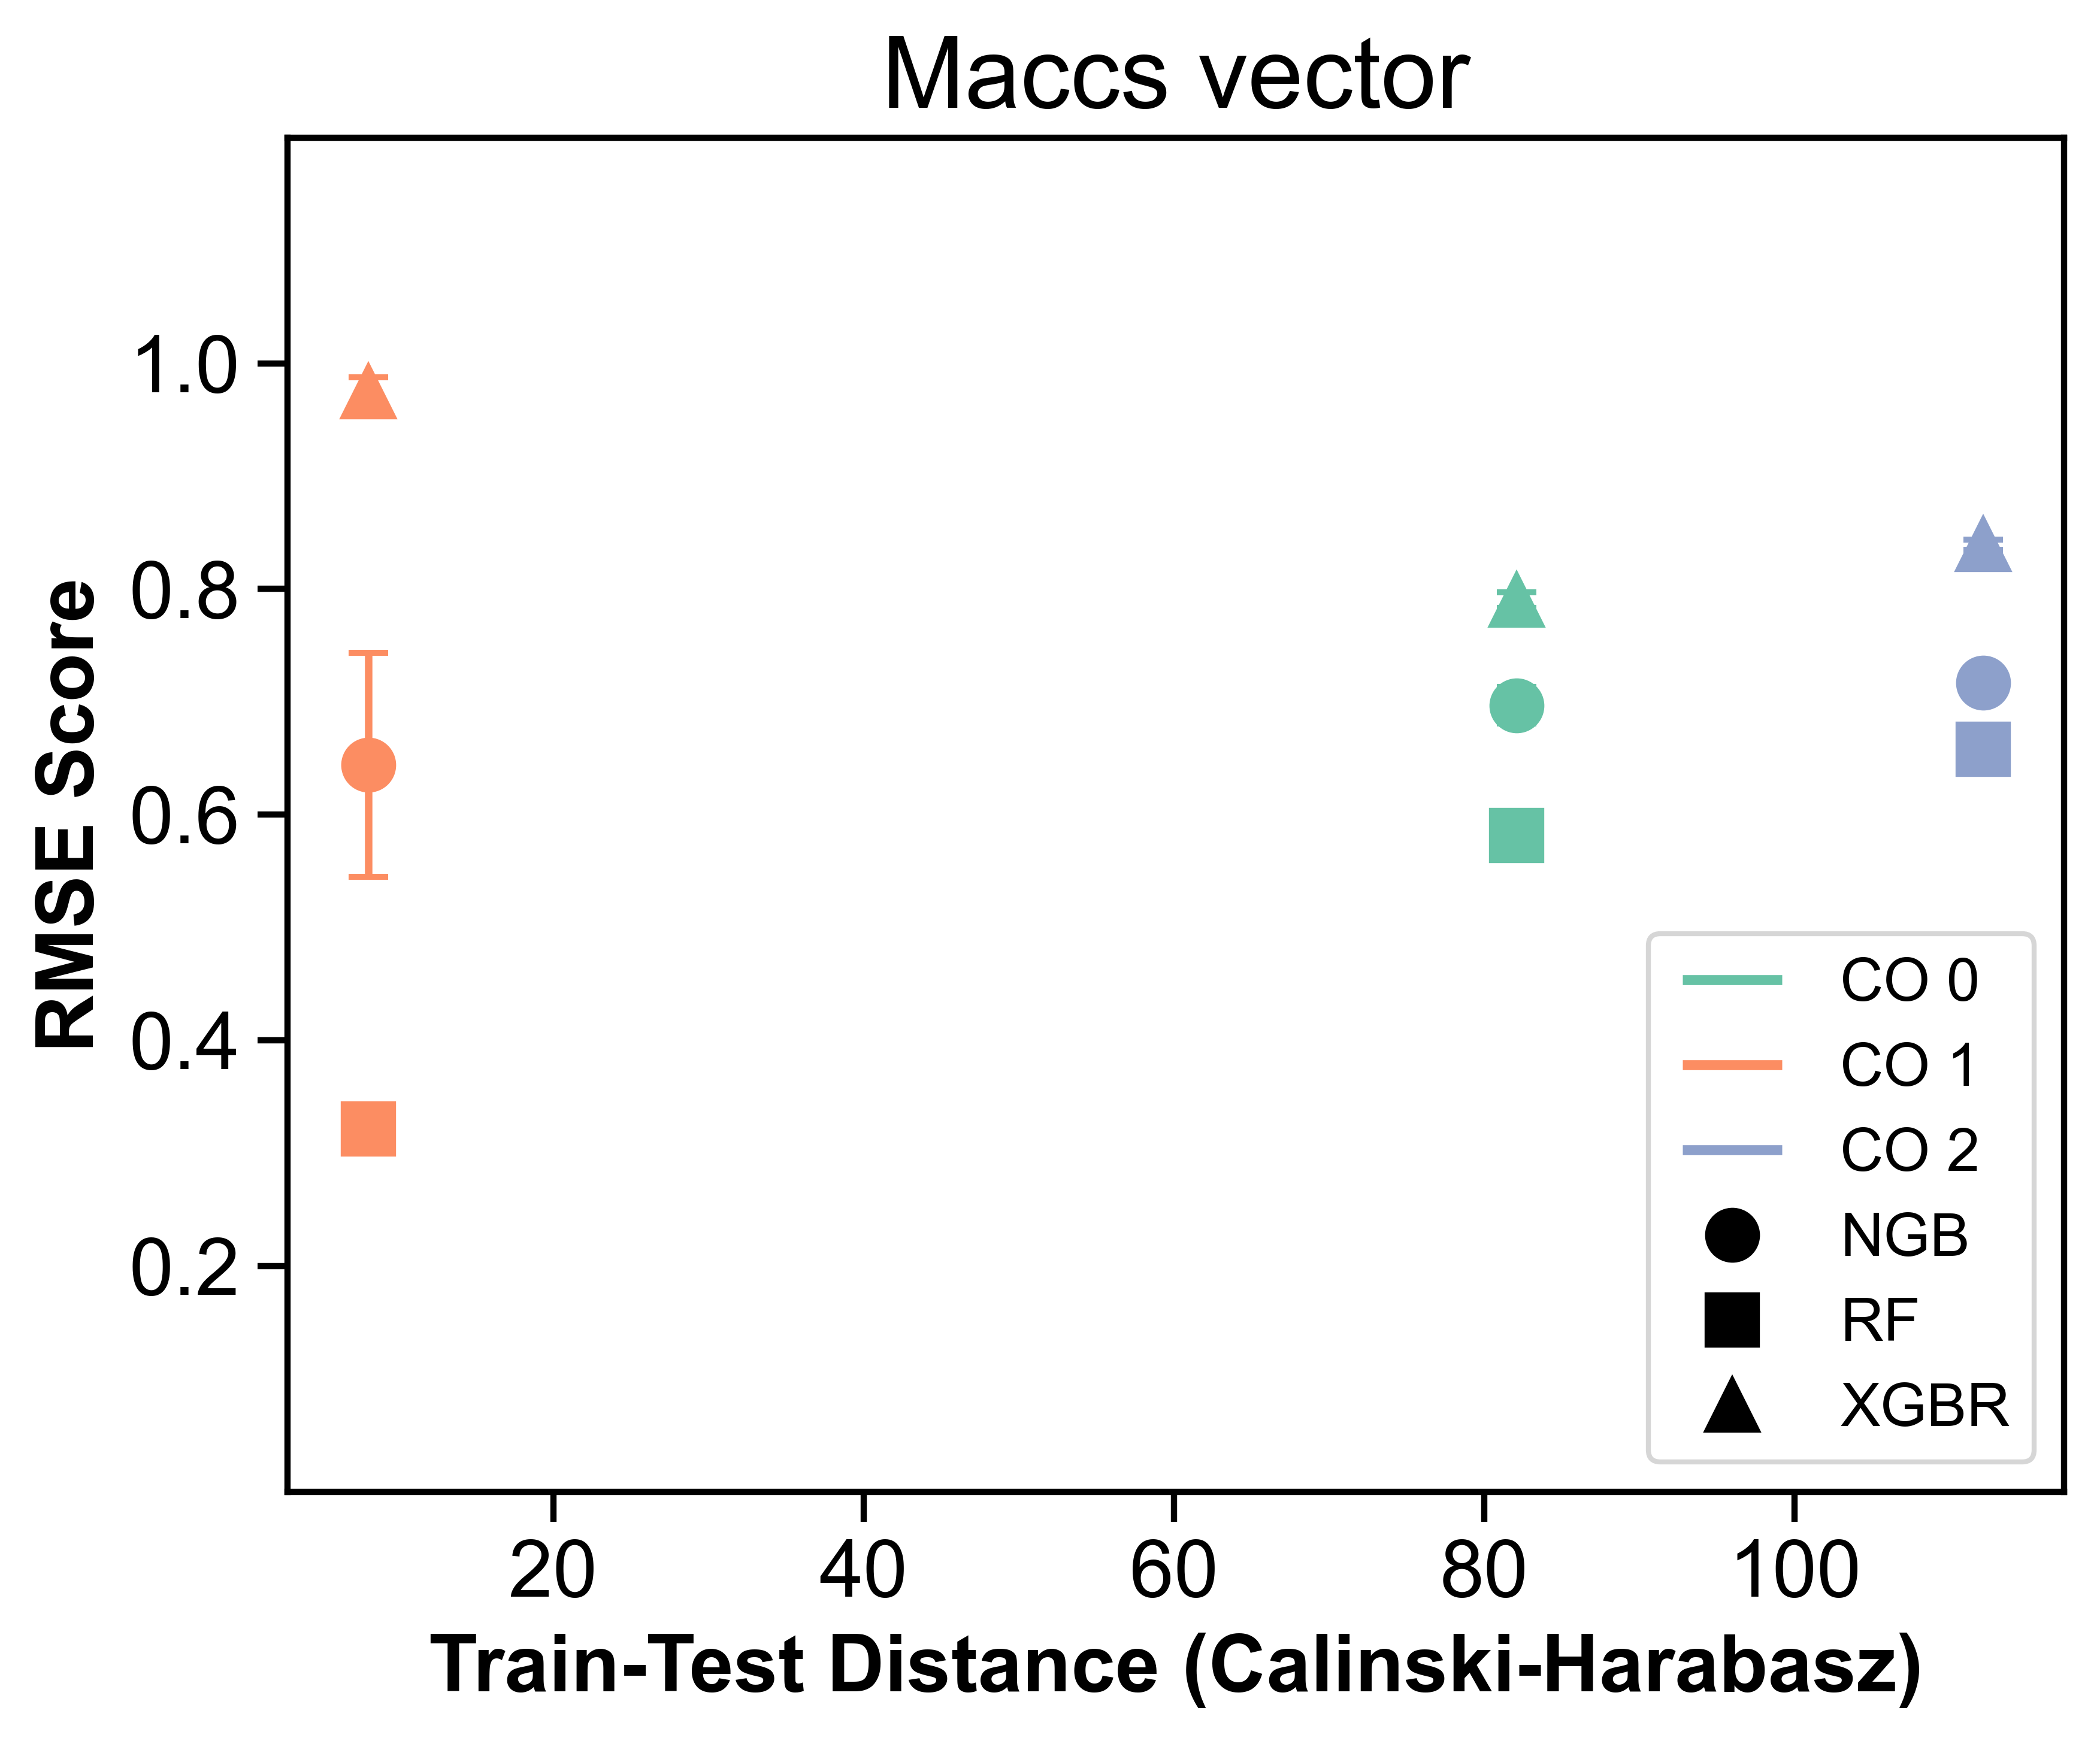 Maccs vector
RMSE Score
1.0
0.8
0.6
0.4
0.2
CO 0
CO 1
CO 2
NGB
RF
XGBR
20 40 60 80 100
Train-Test Distance (Calinski-Harabasz)